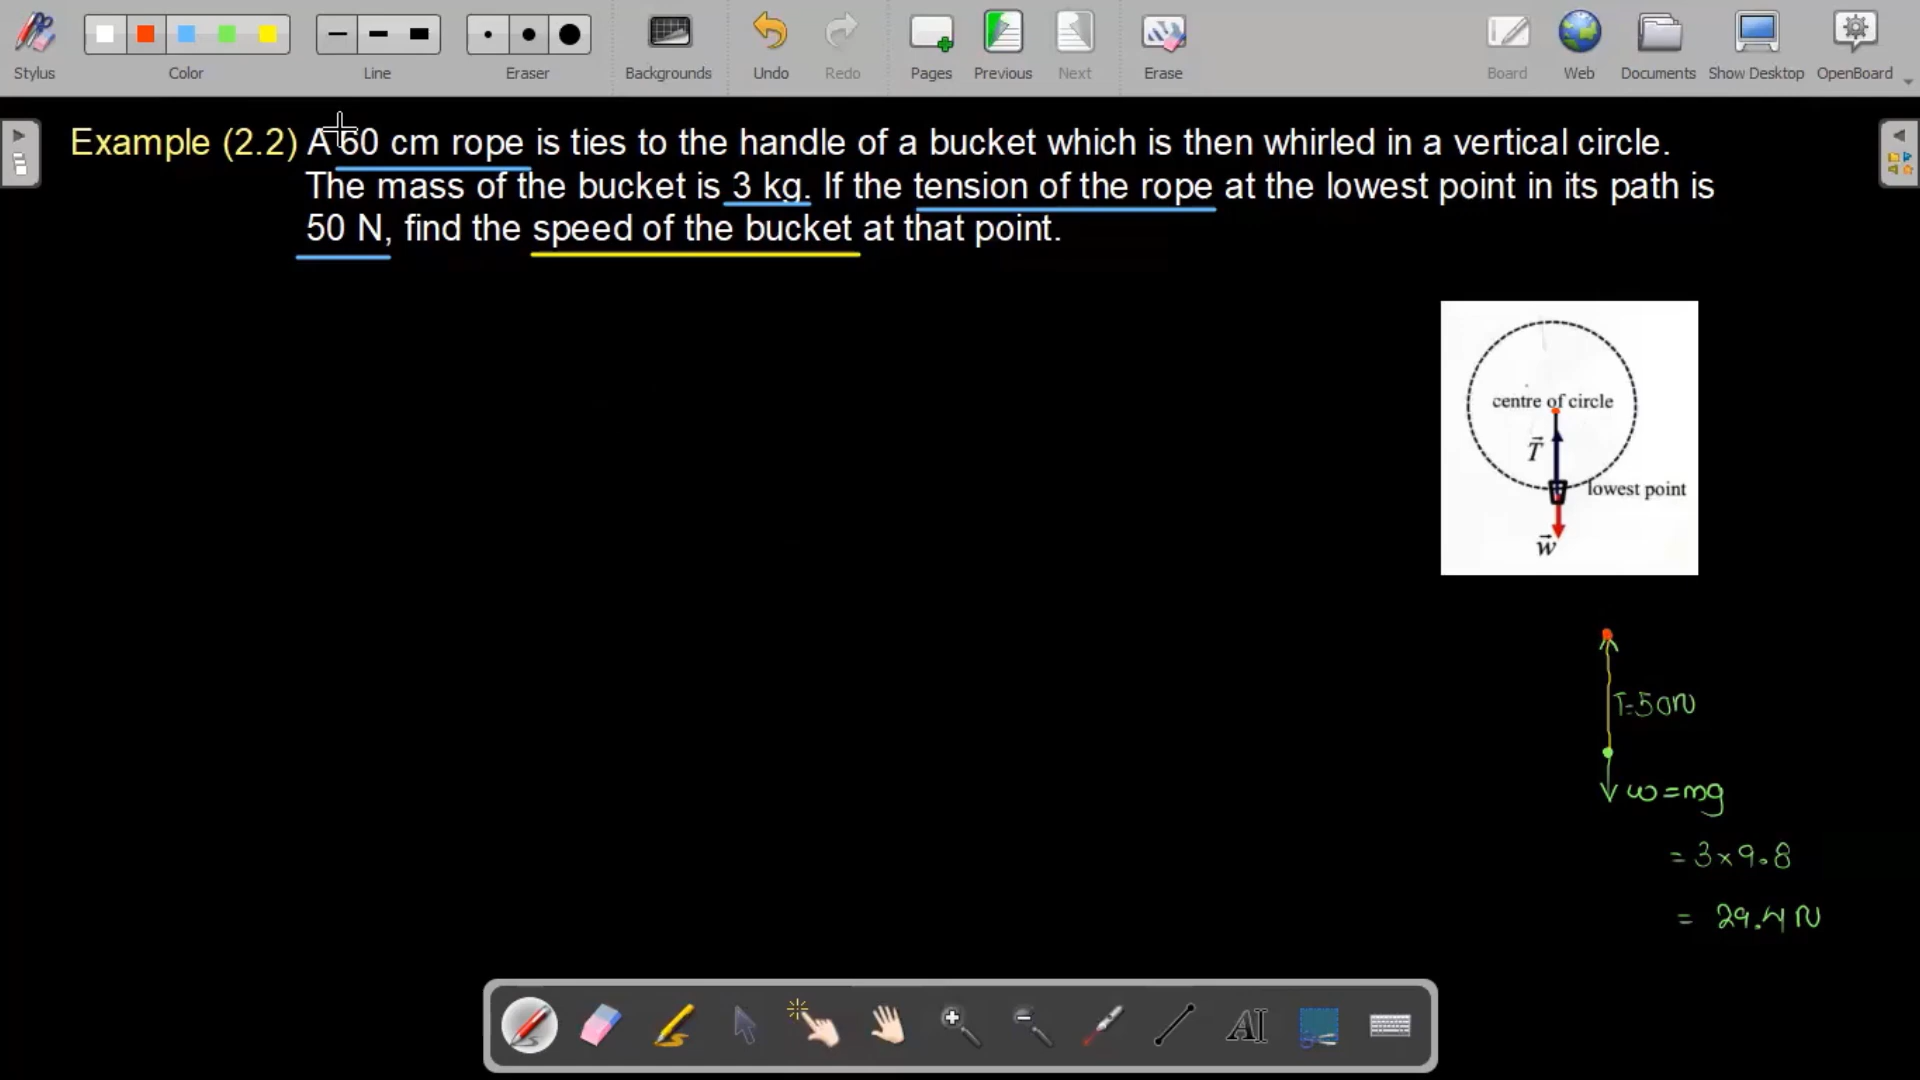 Stylus
Color
Line
Eraser
Backgrounds
Undo
Redo
Pages
Previous
Next
Erase
Board
Web
Documents
Show Desktop
OpenBoard
Example (2.2) A 60 cm rope is ties to the handle of a bucket which is then whirled in a vertical circle.
The mass of the bucket is 3 kg. If the tension of the rope at the lowest point in its path is
50 N, find the speed of the bucket at that point.
centre of circle
T
lowest point
w
T=50N
w=mg
= 3×9.8
= 29.4 N
AI